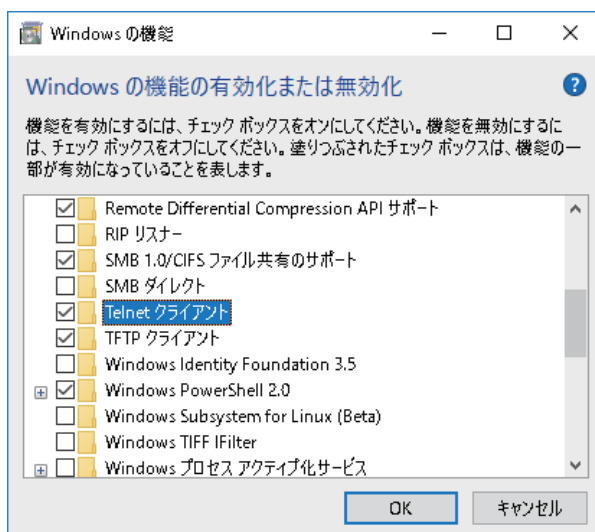 Windows の機能
Windows の機能の有効化または無効化
機能を有効にするには、チェック ボックスをオンにしてください。機能を無効にするに
は、チェック ボックスをオフにしてください。塗りつぶされたチェック ボックスは、機能の一
部が有効になっていることを表します。
Remote Differential Compression API サポート
RIP リスナー
SMB 1.0/CIFS ファイル共有のサポート
SMB ダイレクト
Telnet クライアント
TFTP クライアント
Windows Identity Foundation 3.5
Windows PowerShell 2.0
Windows Subsystem for Linux (Beta)
Windows TIFF IFilter
Windows プロセス アクティブ化サービス
OK キャンセル